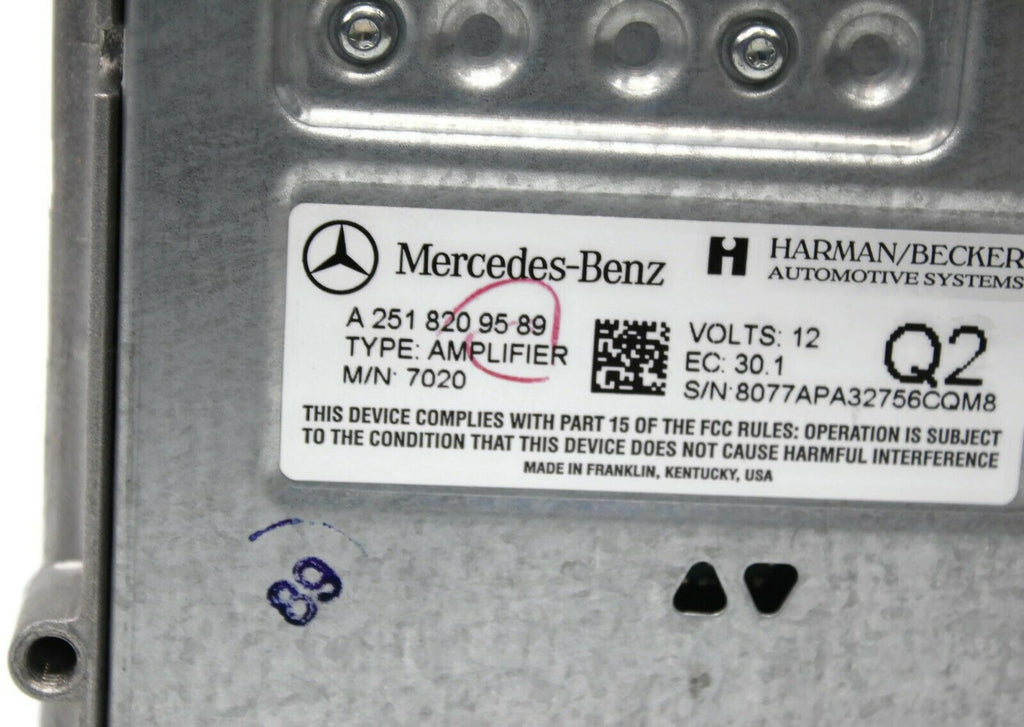 Mercedes-Benz
HARMAN/BECKER
AUTOMOTIVE SYSTEMS
A 251 820 95 89
TYPE: AMPLIFIER
M/N: 7020
VOLTS: 12
EC: 30.1
S/N:8077APA32756CQM8
Q2
THIS DEVICE COMPLIES WITH PART 15 OF THE FCC RULES: OPERATION IS SUBJECT
TO THE CONDITION THAT THIS DEVICE DOES NOT CAUSE HARMFUL INTERFERENCE
MADE IN FRANKLIN, KENTUCKY, USA
89